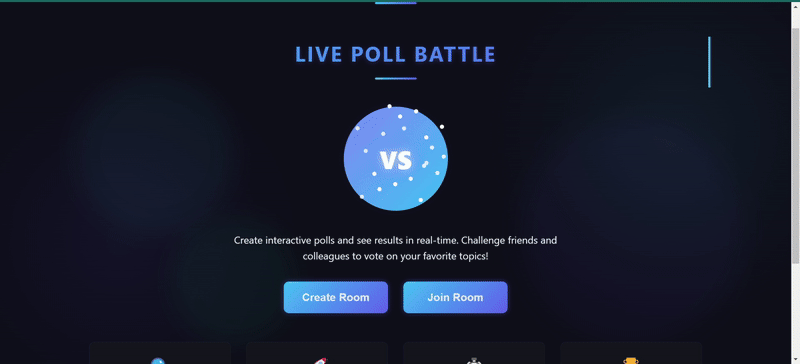 LIVE POLL BATTLE
VS
Create interactive polls and see results in real-time. Challenge friends and
colleagues to vote on your favorite topics!
Create Room
Join Room